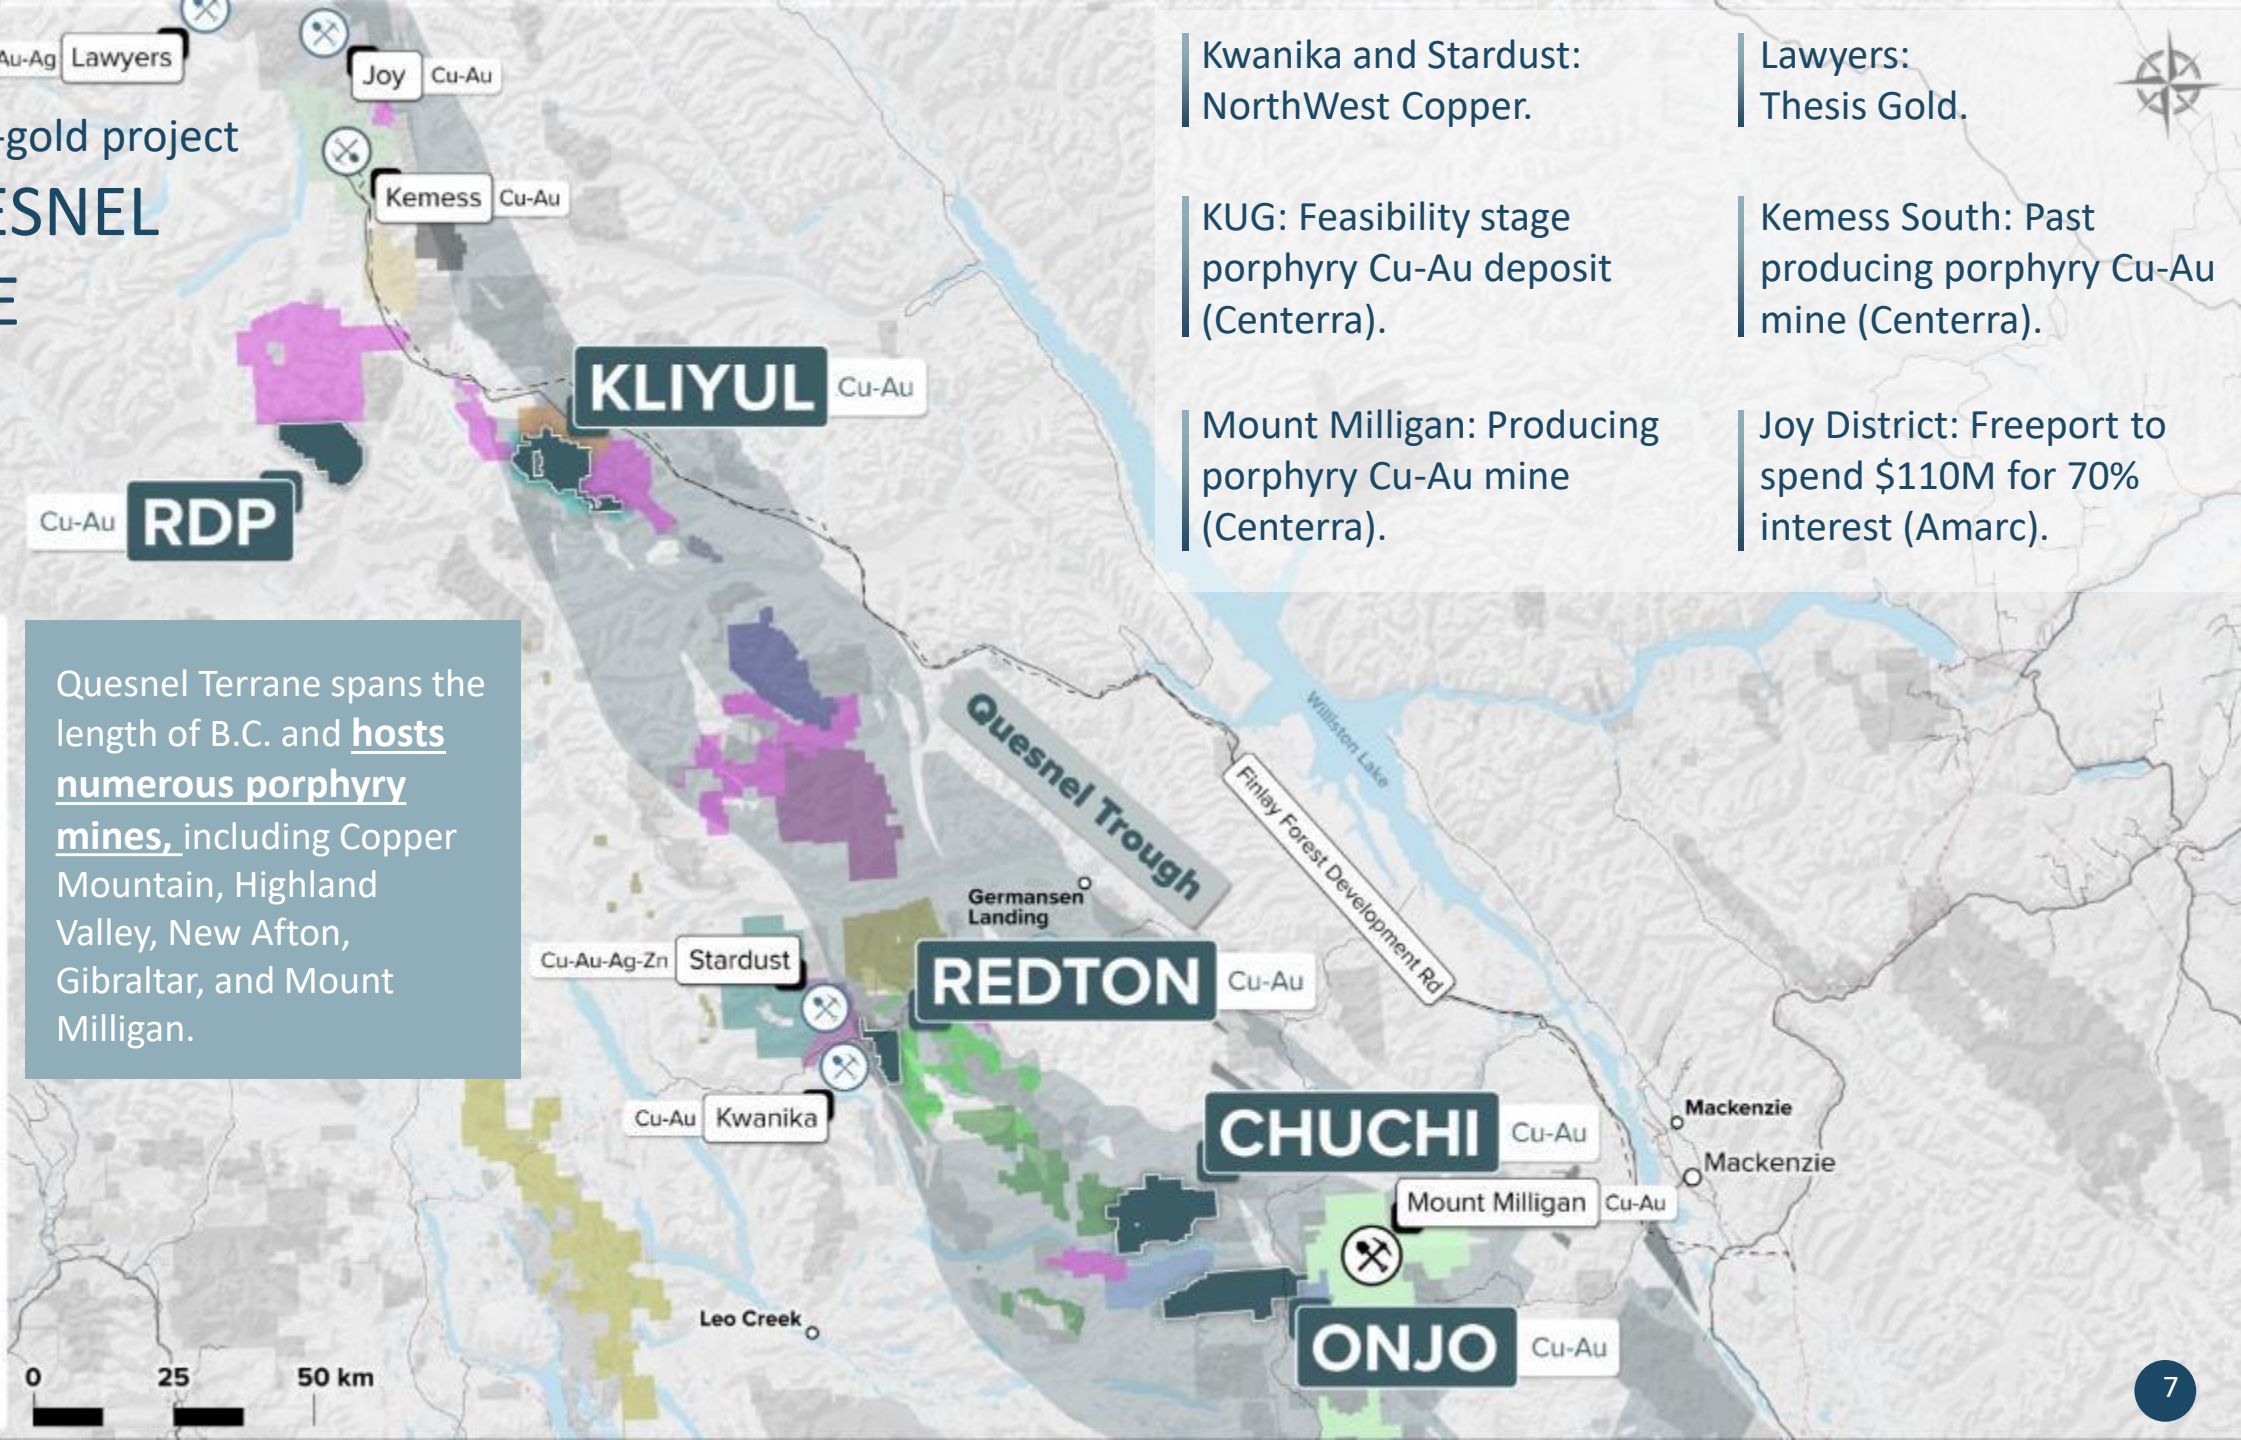 Au-Ag Lawyers
Joy Cu-Au
-gold project
ESNEL
E
Kemess Cu-Au
Kwanika and Stardust:
NorthWest Copper.
Lawyers:
Thesis Gold.
KUG: Feasibility stage
porphyry Cu-Au deposit
(Centerra).
Kemess South: Past
producing porphyry Cu-Au
mine (Centerra).
Mount Milligan: Producing
porphyry Cu-Au mine
(Centerra).
Joy District: Freeport to
spend $110M for 70%
interest (Amarc).
KLIYUL Cu-Au
Cu-Au RDP
Quesnel Terrane spans the
length of B.C. and hosts
numerous porphyry
mines, including Copper
Mountain, Highland
Valley, New Afton,
Gibraltar, and Mount
Milligan.
Quesnel Trough
Williston Lake
Finlay Forest Development Rd
Germansen
Landing
Cu-Au-Ag-Zn Stardust
REDTON Cu-Au
Cu-Au Kwanika
CHUCHI Cu-Au
Mackenzie
Mackenzie
Mount Milligan Cu-Au
Leo Creek
ONJO Cu-Au
0 25 50 km
7